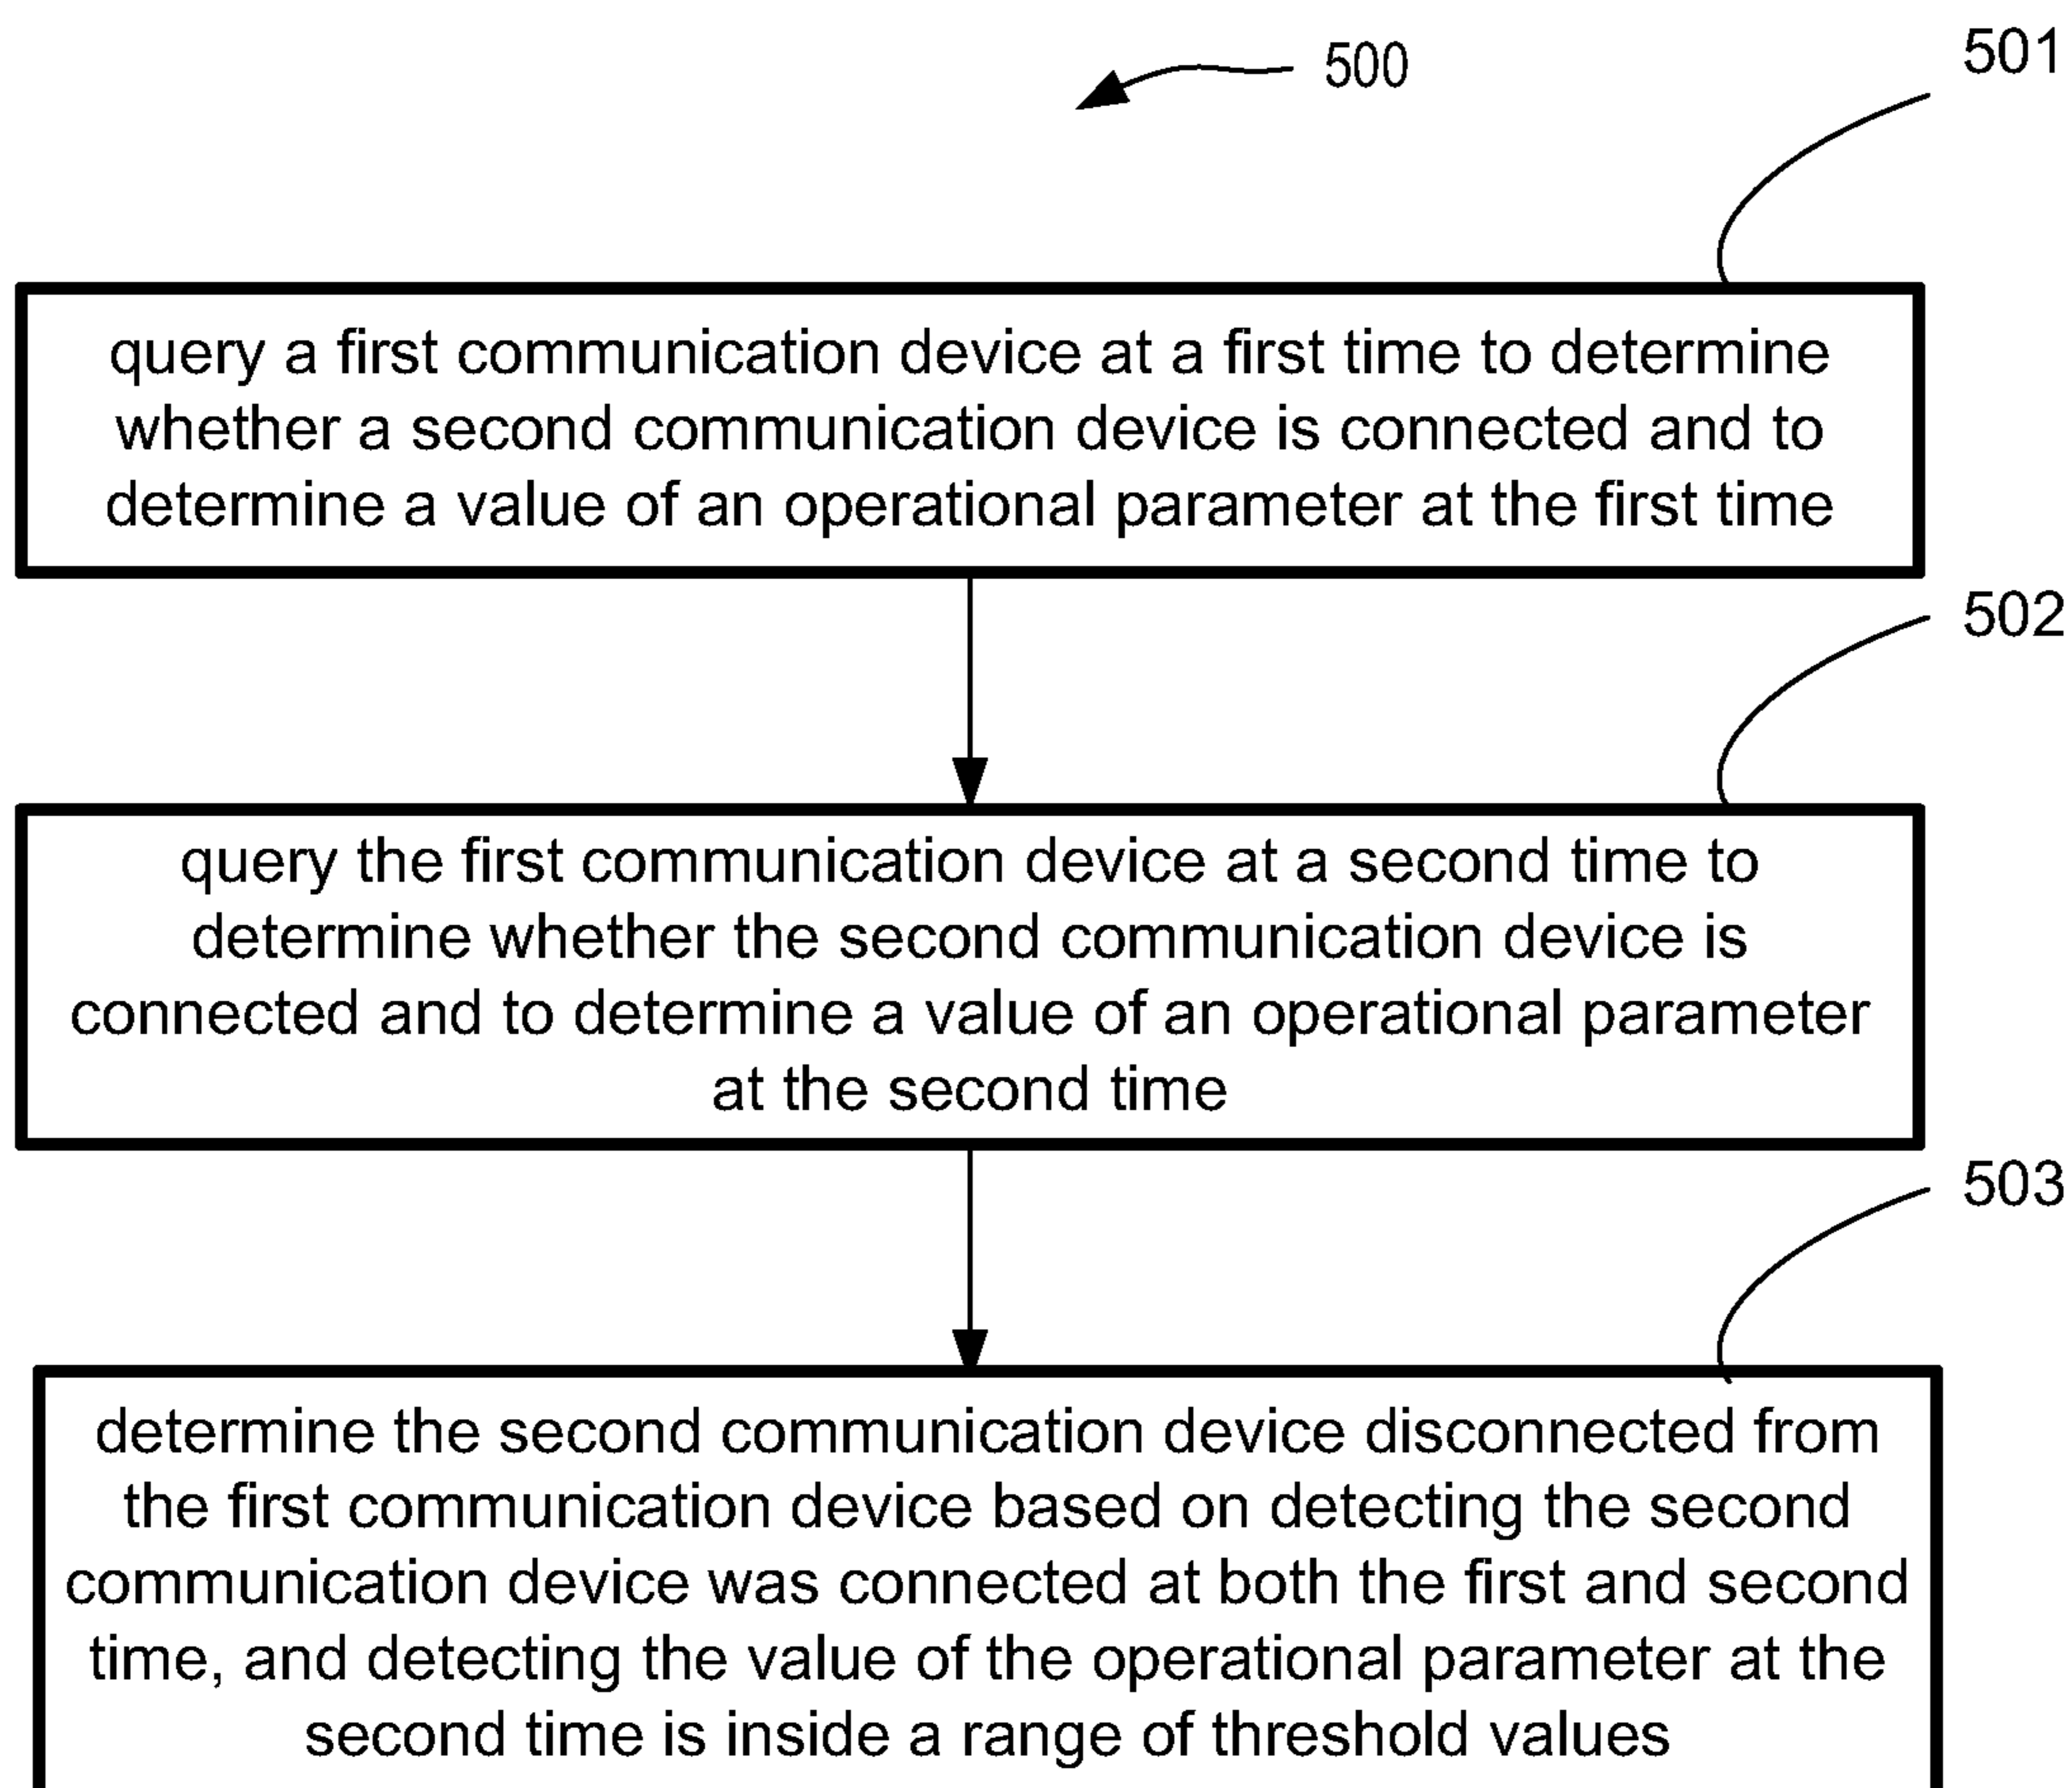 500
501
query a first communication device at a first time to determine
whether a second communication device is connected and to
determine a value of an operational parameter at the first time
502
query the first communication device at a second time to
determine whether the second communication device is
connected and to determine a value of an operational parameter
at the second time
503
determine the second communication device disconnected from
the first communication device based on detecting the second
communication device was connected at both the first and second
time, and detecting the value of the operational parameter at the
second time is inside a range of threshold values